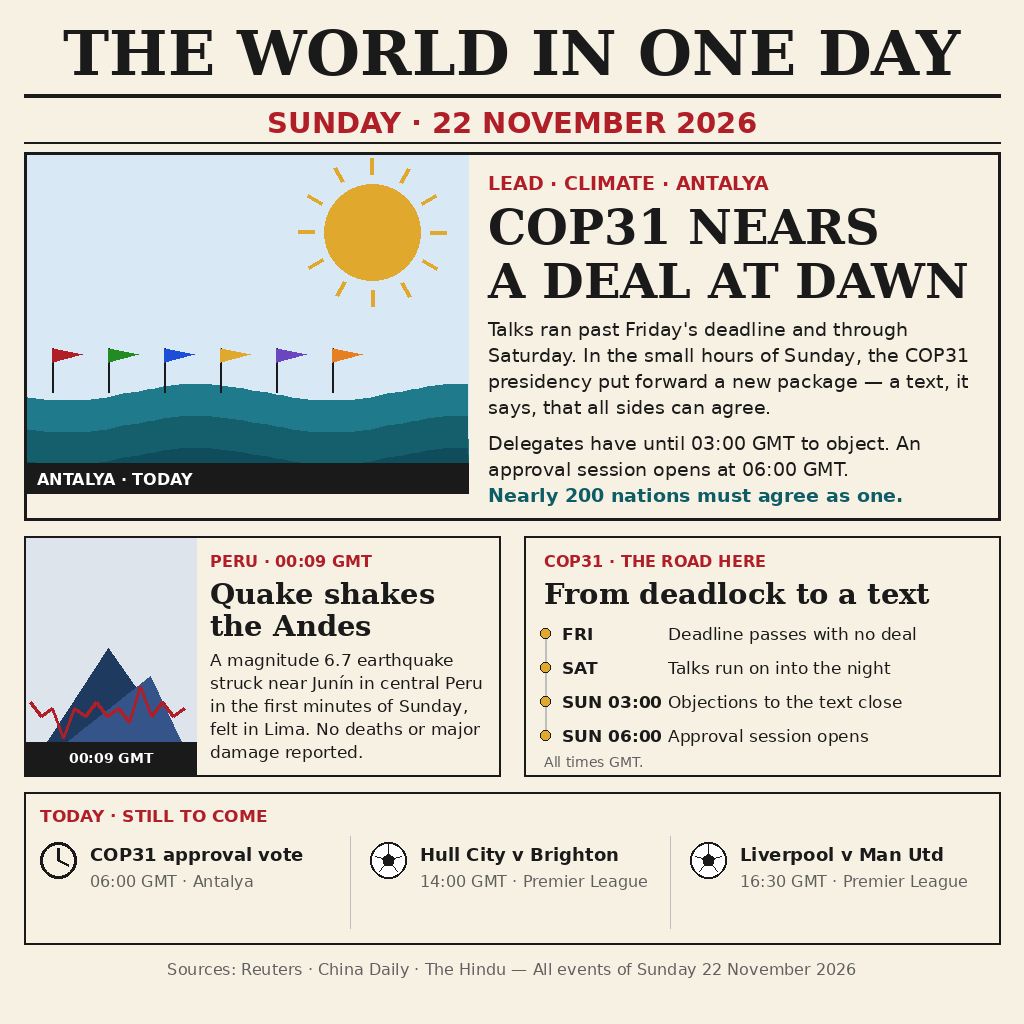 THE WORLD IN ONE DAY
SUNDAY · 22 NOVEMBER 2026
LEAD · CLIMATE · ANTALYA
COP31 NEARS
A DEAL AT DAWN
Talks ran past Friday's deadline and through
Saturday. In the small hours of Sunday, the COP31
presidency put forward a new package — a text, it
says, that all sides can agree.
Delegates have until 03:00 GMT to object. An
approval session opens at 06:00 GMT.
Nearly 200 nations must agree as one.
ANTALYA · TODAY
PERU · 00:09 GMT
Quake shakes
the Andes
A magnitude 6.7 earthquake
struck near Junín in central Peru
in the first minutes of Sunday,
felt in Lima. No deaths or major
damage reported.
00:09 GMT
COP31 · THE ROAD HERE
From deadlock to a text
FRI Deadline passes with no deal
SAT Talks run on into the night
SUN 03:00 Objections to the text close
SUN 06:00 Approval session opens
All times GMT.
TODAY · STILL TO COME
COP31 approval vote
06:00 GMT · Antalya
Hull City v Brighton
14:00 GMT · Premier League
Liverpool v Man Utd
16:30 GMT · Premier League
Sources: Reuters · China Daily · The Hindu — All events of Sunday 22 November 2026